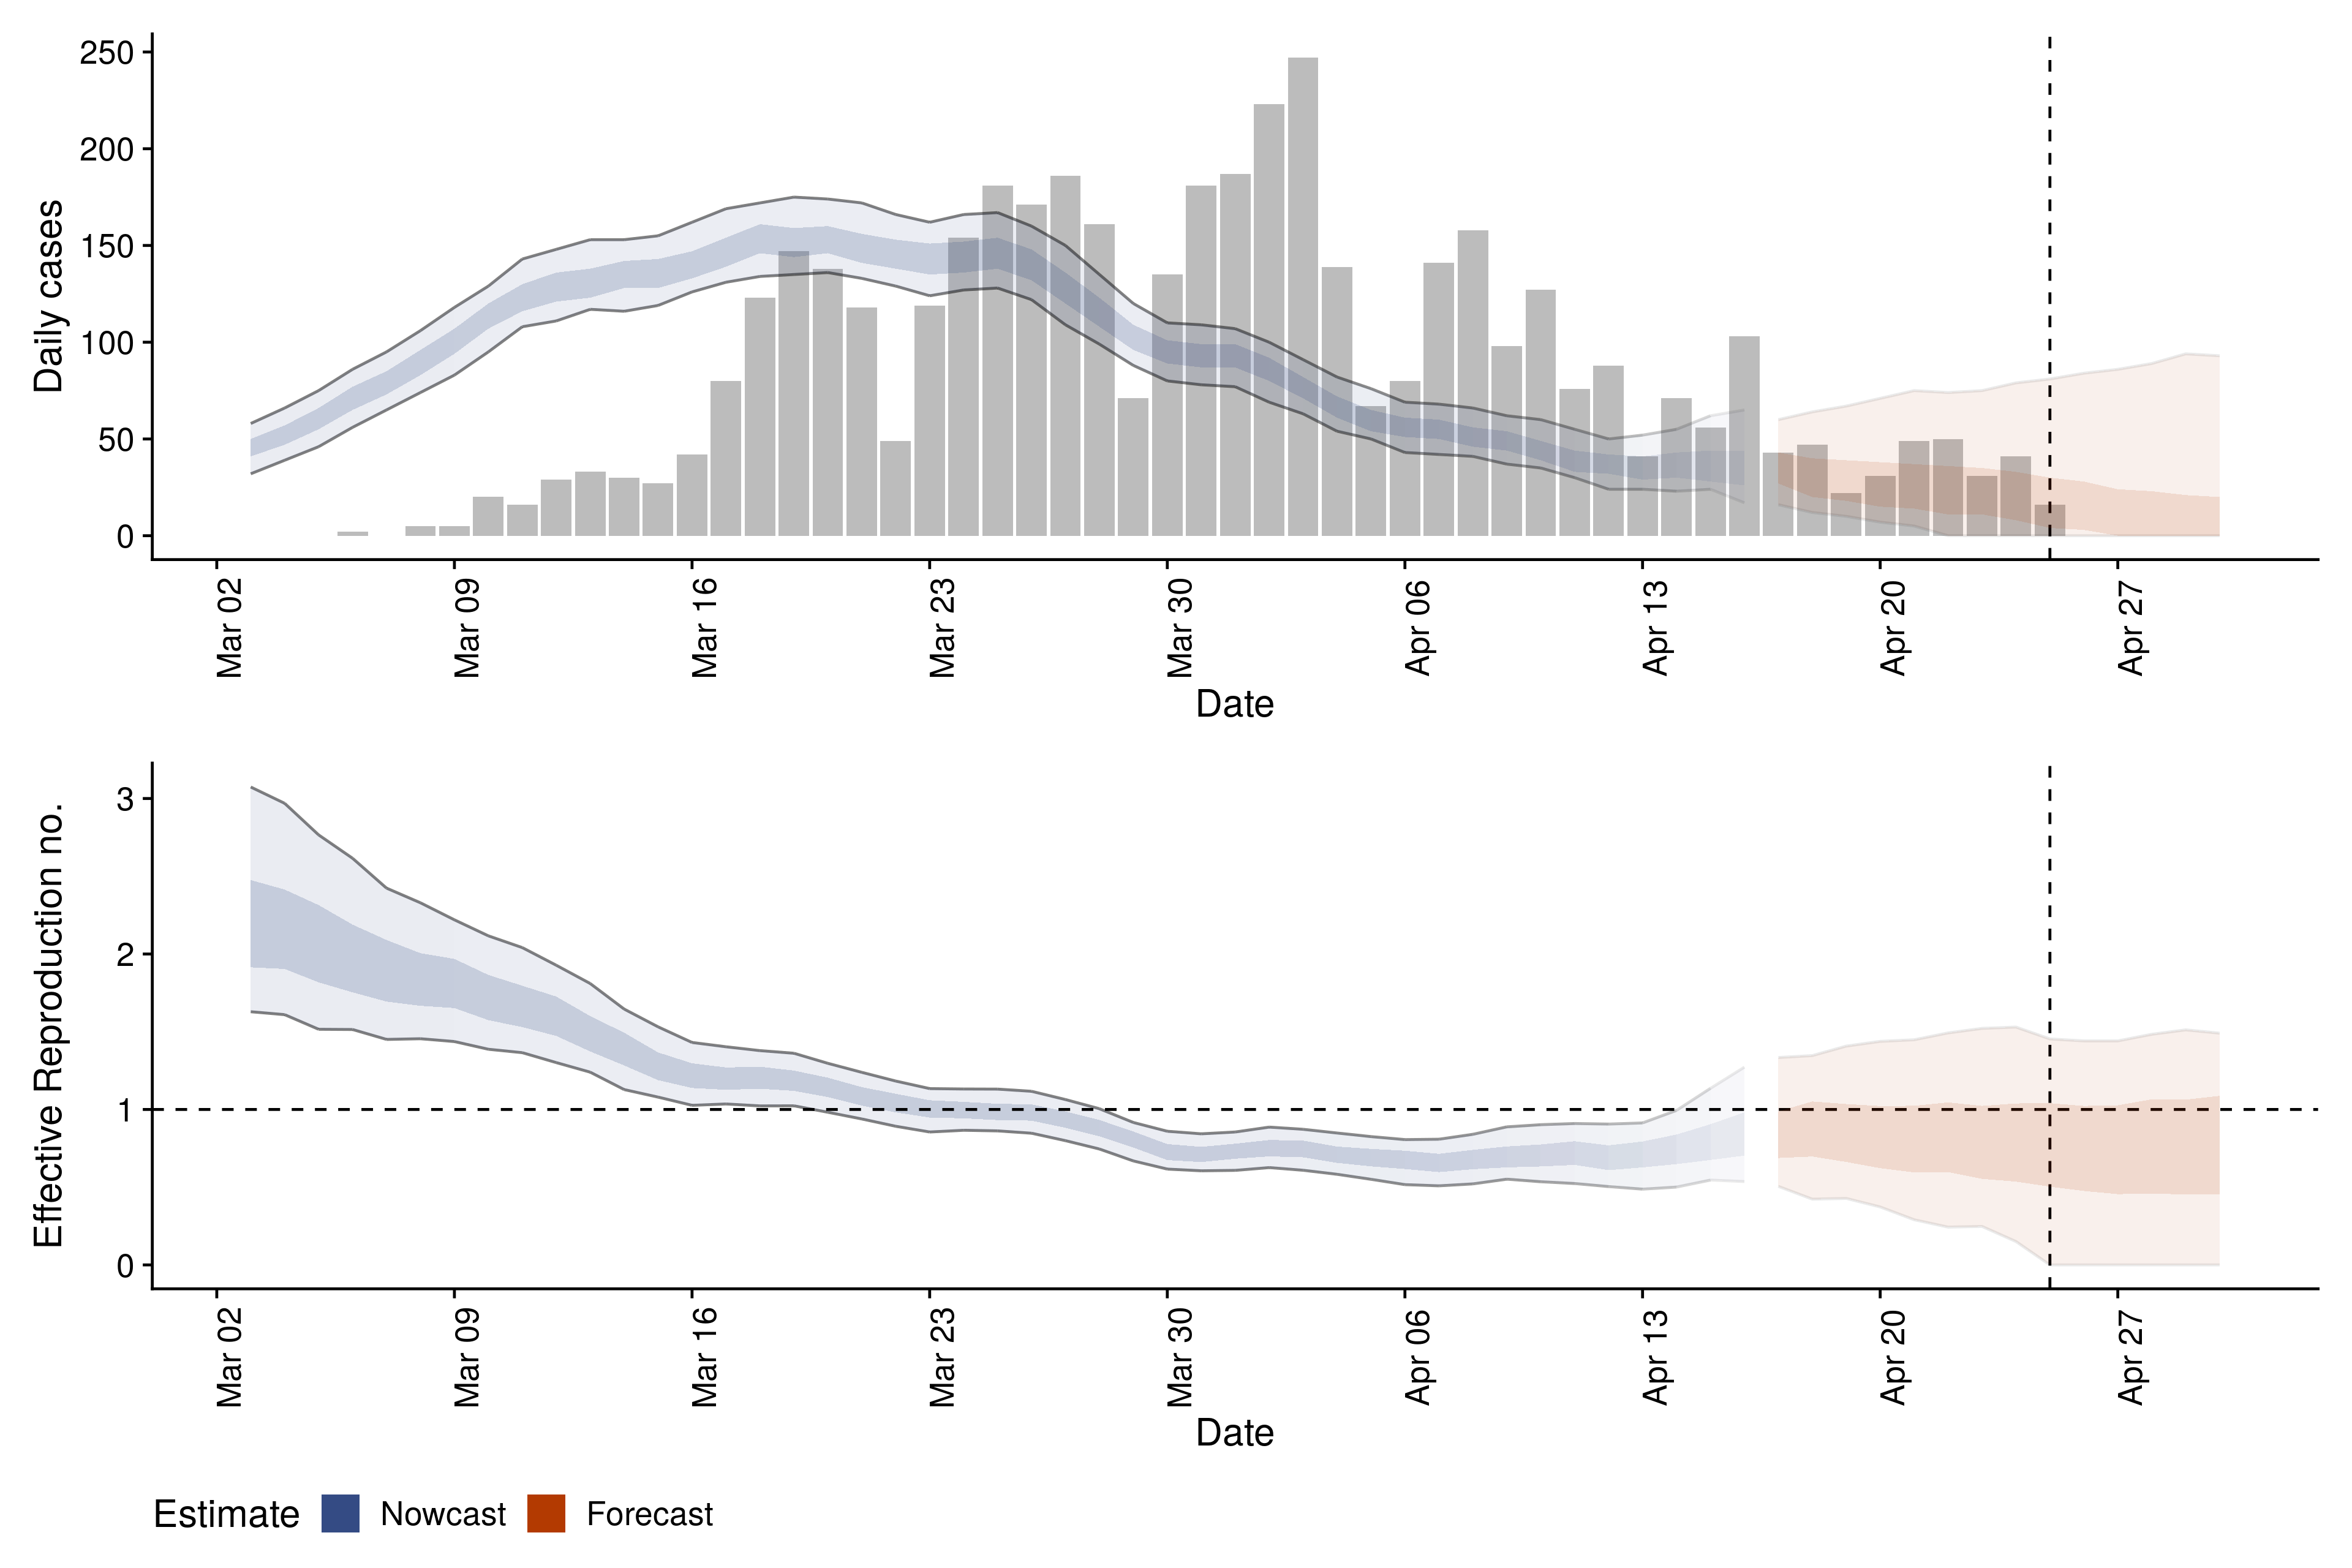 250
200
150
100
50
0
Daily cases
Mar 02
Mar 09
Mar 16
Mar 23
Mar 30
Apr 06
Apr 13
Apr 20
Apr 27
Date
3
2
1
0
Effective Reproduction no.
Mar 02
Mar 09
Mar 16
Mar 23
Mar 30
Apr 06
Apr 13
Apr 20
Apr 27
Date
Estimate Nowcast Forecast